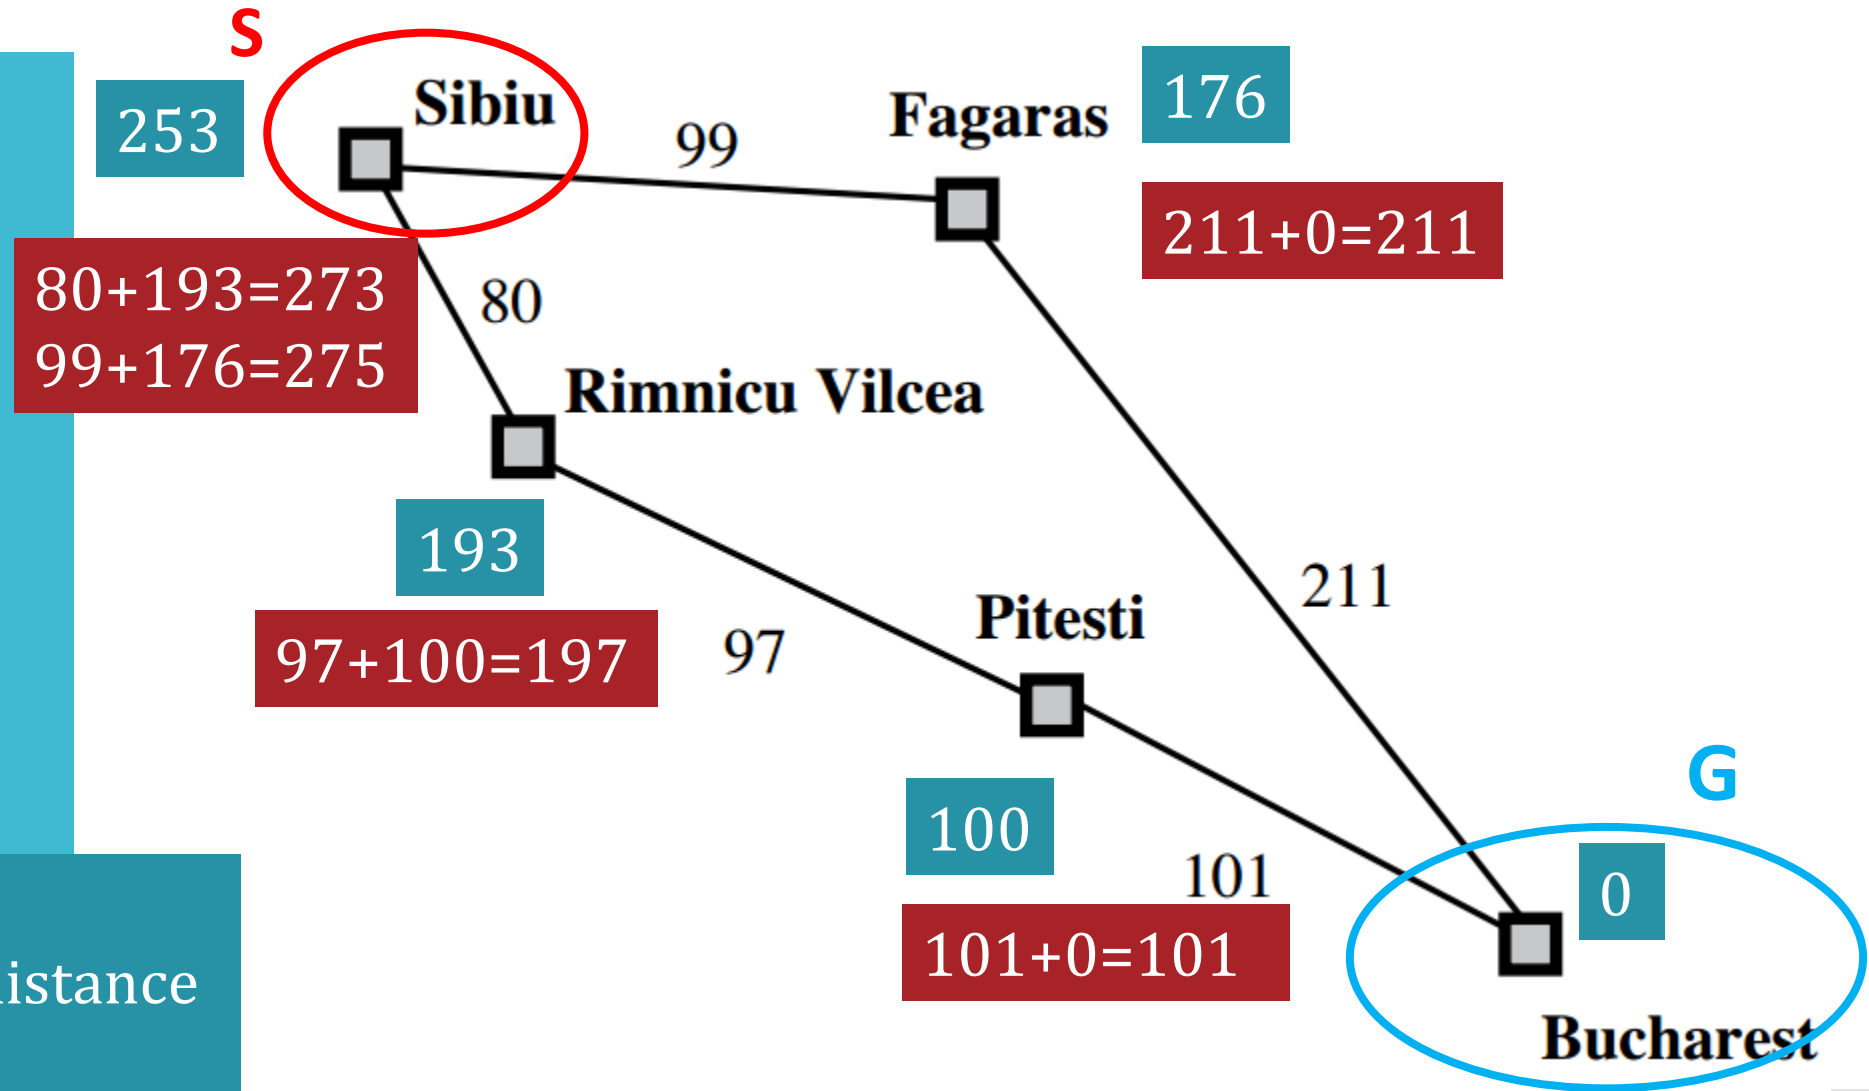 S
Sibiu
Fagaras
176
253
99
211+0=211
80+193=273
99+176=275
80
Rimnicu Vilcea
193
97+100=197
97
Pitesti
211
G
100
101
0
101+0=101
istance
Bucharest